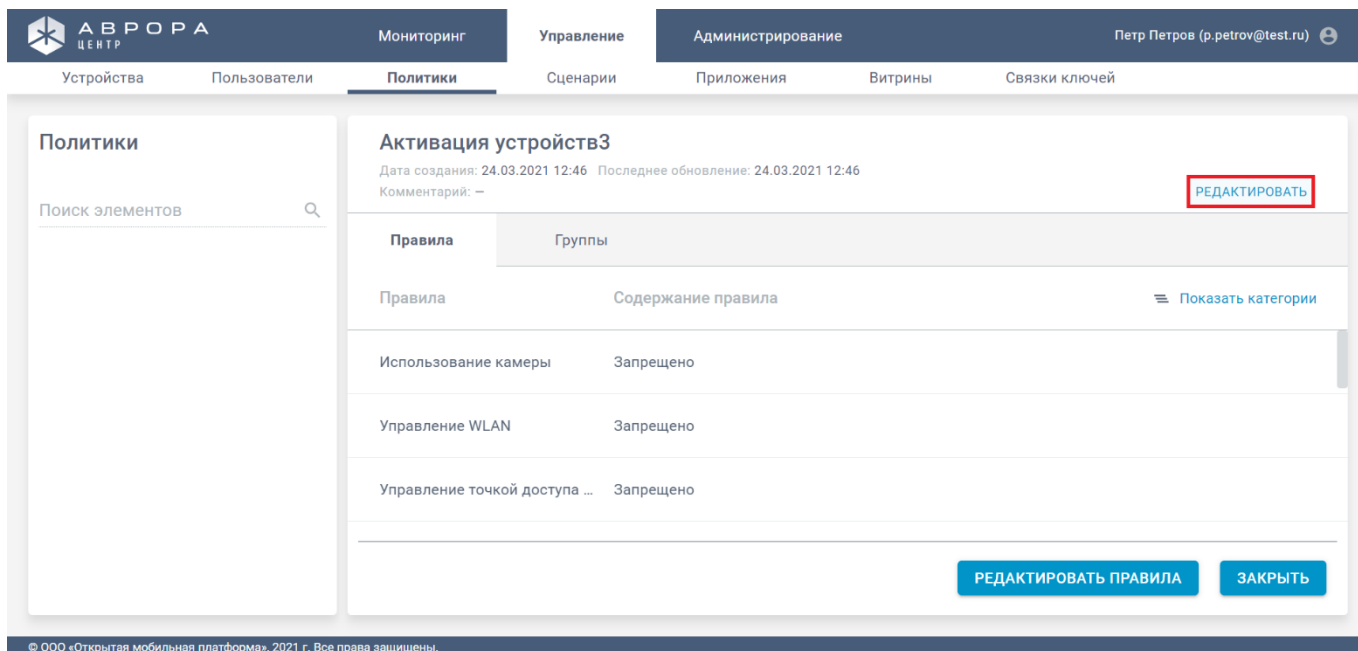 АВРОРА
ЦЕНТР
Мониторинг Управление Администрирование Петр Петров (p.petrov@test.ru)
Устройства Пользователи Политики Сценарии Приложения Витрины Связки ключей
Политики
Поиск элементов
Активация устройств3
Дата создания: 24.03.2021 12:46 Последнее обновление: 24.03.2021 12:46
Комментарий: —
РЕДАКТИРОВАТЬ
Правила Группы
Правила Содержание правила Показать категории
Использование камеры Запрещено
Управление WLAN Запрещено
Управление точкой доступа ... Запрещено
РЕДАКТИРОВАТЬ ПРАВИЛА ЗАКРЫТЬ
© ООО «Открытая мобильная платформа», 2021 г. Все права защищены.